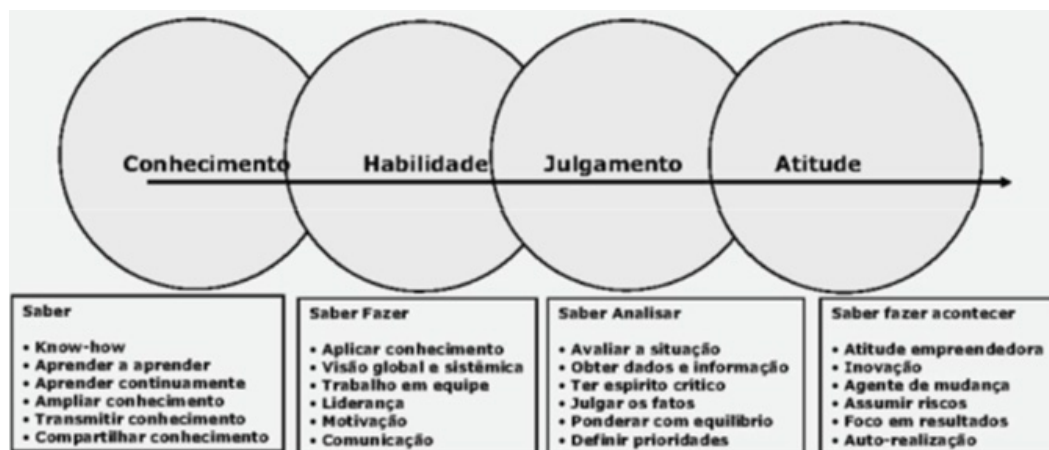 Conhecimento
Habilidade
Julgamento
Atitude
Saber
• Know-how
• Aprender a aprender
• Aprender continuamente
• Ampliar conhecimento
• Transmitir conhecimento
• Compartilhar conhecimento
Saber Fazer
• Aplicar conhecimento
• Visão global e sistêmica
• Trabalho em equipe
• Liderança
• Motivação
• Comunicação
Saber Analisar
• Avaliar a situação
• Obter dados e informação
• Ter espirito critico
• Julgar os fatos
• Ponderar com equilíbrio
• Definir prioridades
Saber fazer acontecer
• Atitude empreendedora
• Inovação
• Agente de mudança
• Assumir riscos
• Foco em resultados
• Auto-realização